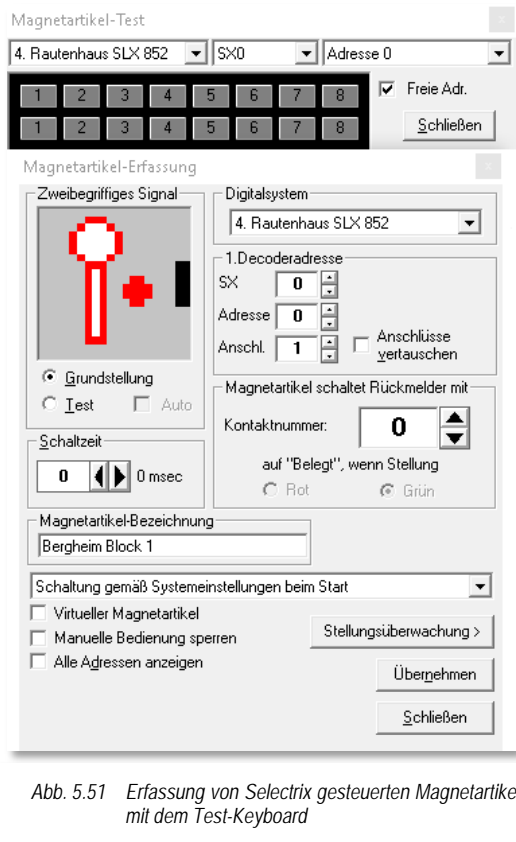 Magnetartikel-Test
4. Rautenhaus SLX 852 SX0 Adresse 0
1 2 3 4 5 6 7 8
1 2 3 4 5 6 7 8
Freie Adr.
Schließen
Magnetartikel-Erfassung
Zweibegriffiges Signal
Grundstellung
Test Auto
Schaltzeit
0 0 msec
Digitalsystem
4. Rautenhaus SLX 852
1.Decoderadresse
SX 0
Adresse 0
Anschl. 1
Anschlüsse
vertauschen
Magnetartikel schaltet Rückmelder mit
Kontaktnummer: 0
auf "Belegt", wenn Stellung
Rot Grün
Magnetartikel-Bezeichnung
Bergheim Block 1
Schaltung gemäß Systemeinstellungen beim Start
Virtueller Magnetartikel
Manuelle Bedienung sperren
Alle Adressen anzeigen
Stellungsüberwachung >
Übernehmen
Schließen
Abb. 5.51 Erfassung von Selectrix gesteuerten Magnetartike
mit dem Test-Keyboard